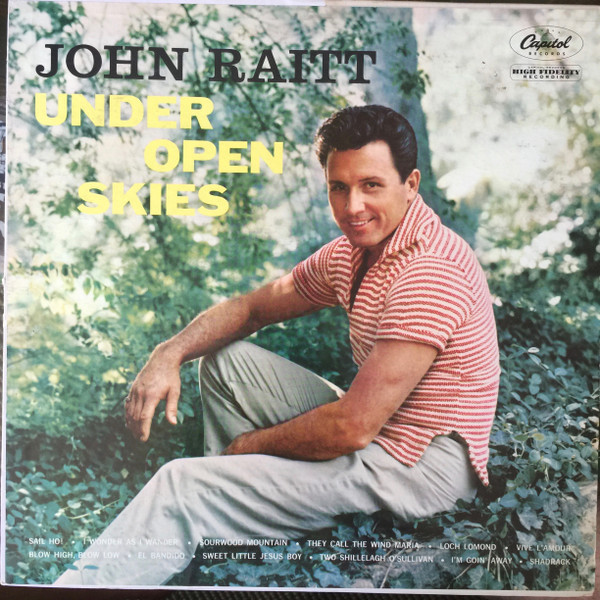 JOHN RAITT
UNDER
OPEN
SKIES
Capitol
RECORDS
HIGH FIDELITY
RECORDING
SAIL HO! • I WONDER AS I WANDER • SOURWOOD MOUNTAIN • THEY CALL THE WIND MARIA • LOCH LOMOND • VIVE L'AMOUR
BLOW HIGH, BLOW LOW • EL BANDIDO • SWEET LITTLE JESUS BOY • TWO SHILLELAGH O'SULLIVAN • I'M GOIN' AWAY • SHADRACK